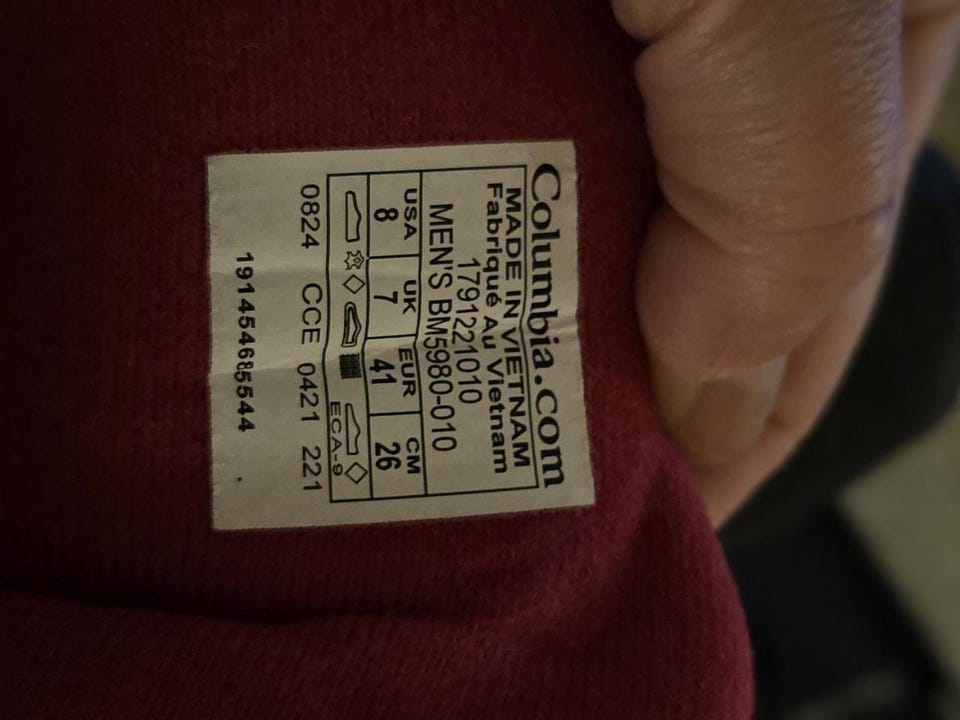 Columbia.com
MADE IN VIETNAM
Fabriqué Au Vietnam
1791221010
MEN'S BM5980-010
USA UK EUR CM
8 7 41 26
ECA-9
0824 CCE 0421 221
191454685544